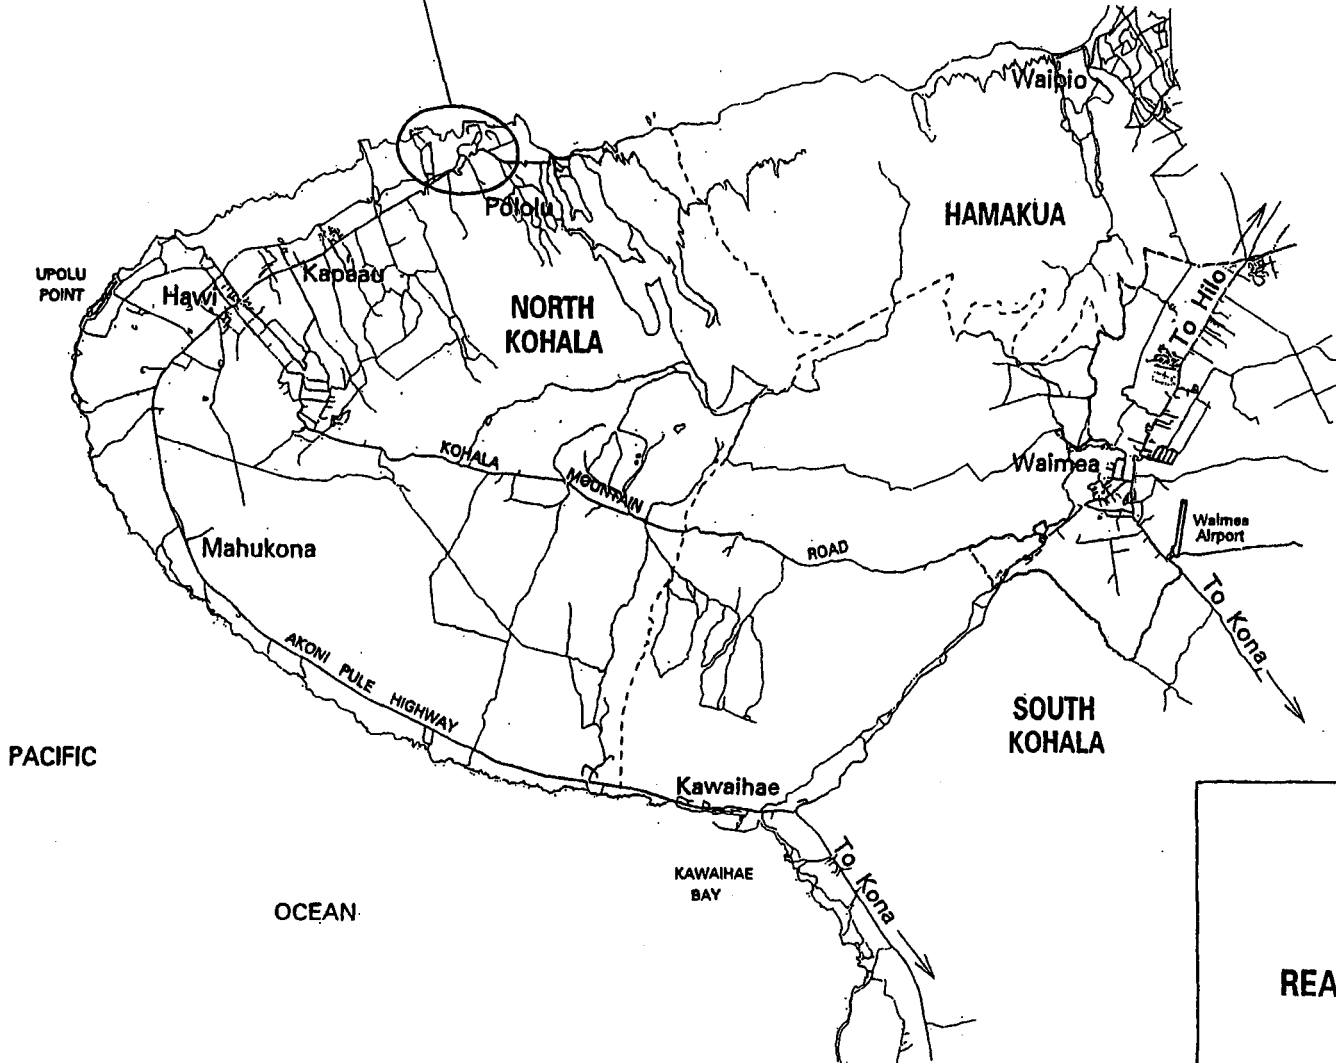 Waipio
HAMAKUA
Pololu
UPOLU
POINT
Hawi
Kapaau
NORTH
KOHALA
To Hilo
KOHALA MOUNTAIN ROAD
Waimea
Waimea
Airport
Mahukona
To Kona
AKONI PULE HIGHWAY
SOUTH
KOHALA
PACIFIC
Kawaihae
To Kona
KAWAIHAE
BAY
OCEAN
REA